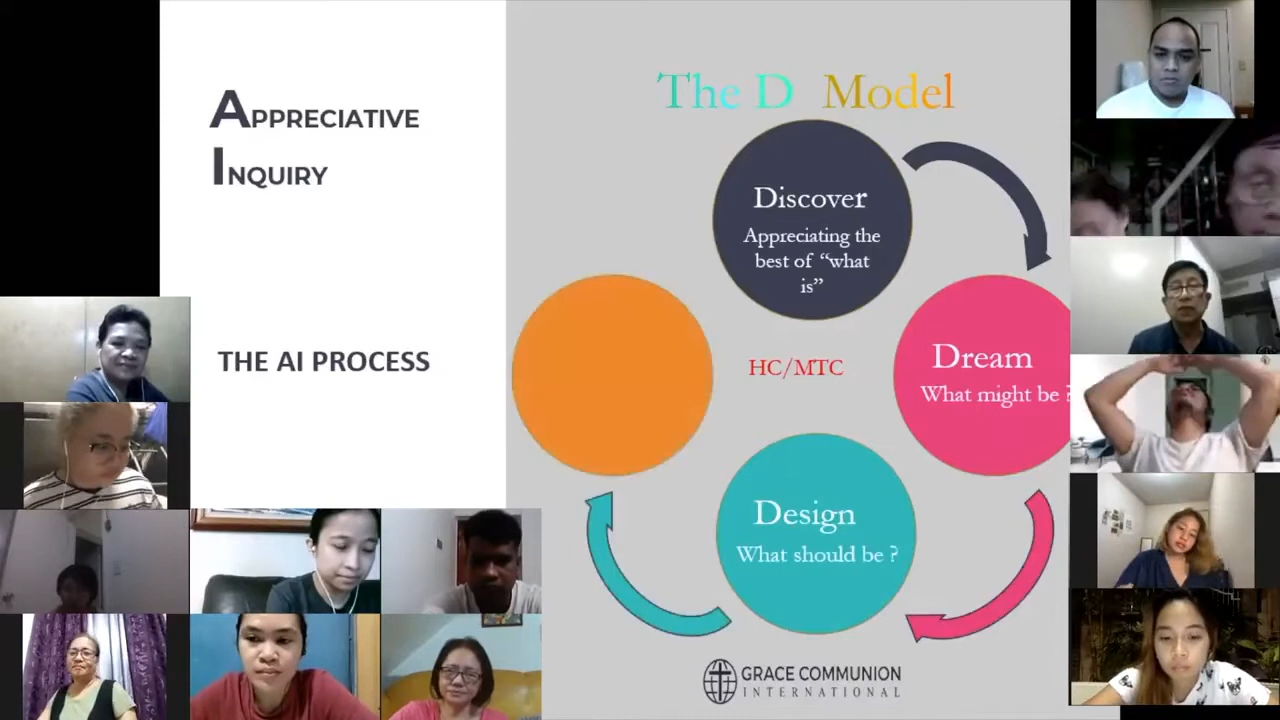 APPRECIATIVE
INQUIRY
THE AI PROCESS
The D Model
Discover
Appreciating the
best of “what
is”
Dream
What might be ?
HC/MTC
Design
What should be ?
GRACE COMMUNION
INTERNATIONAL